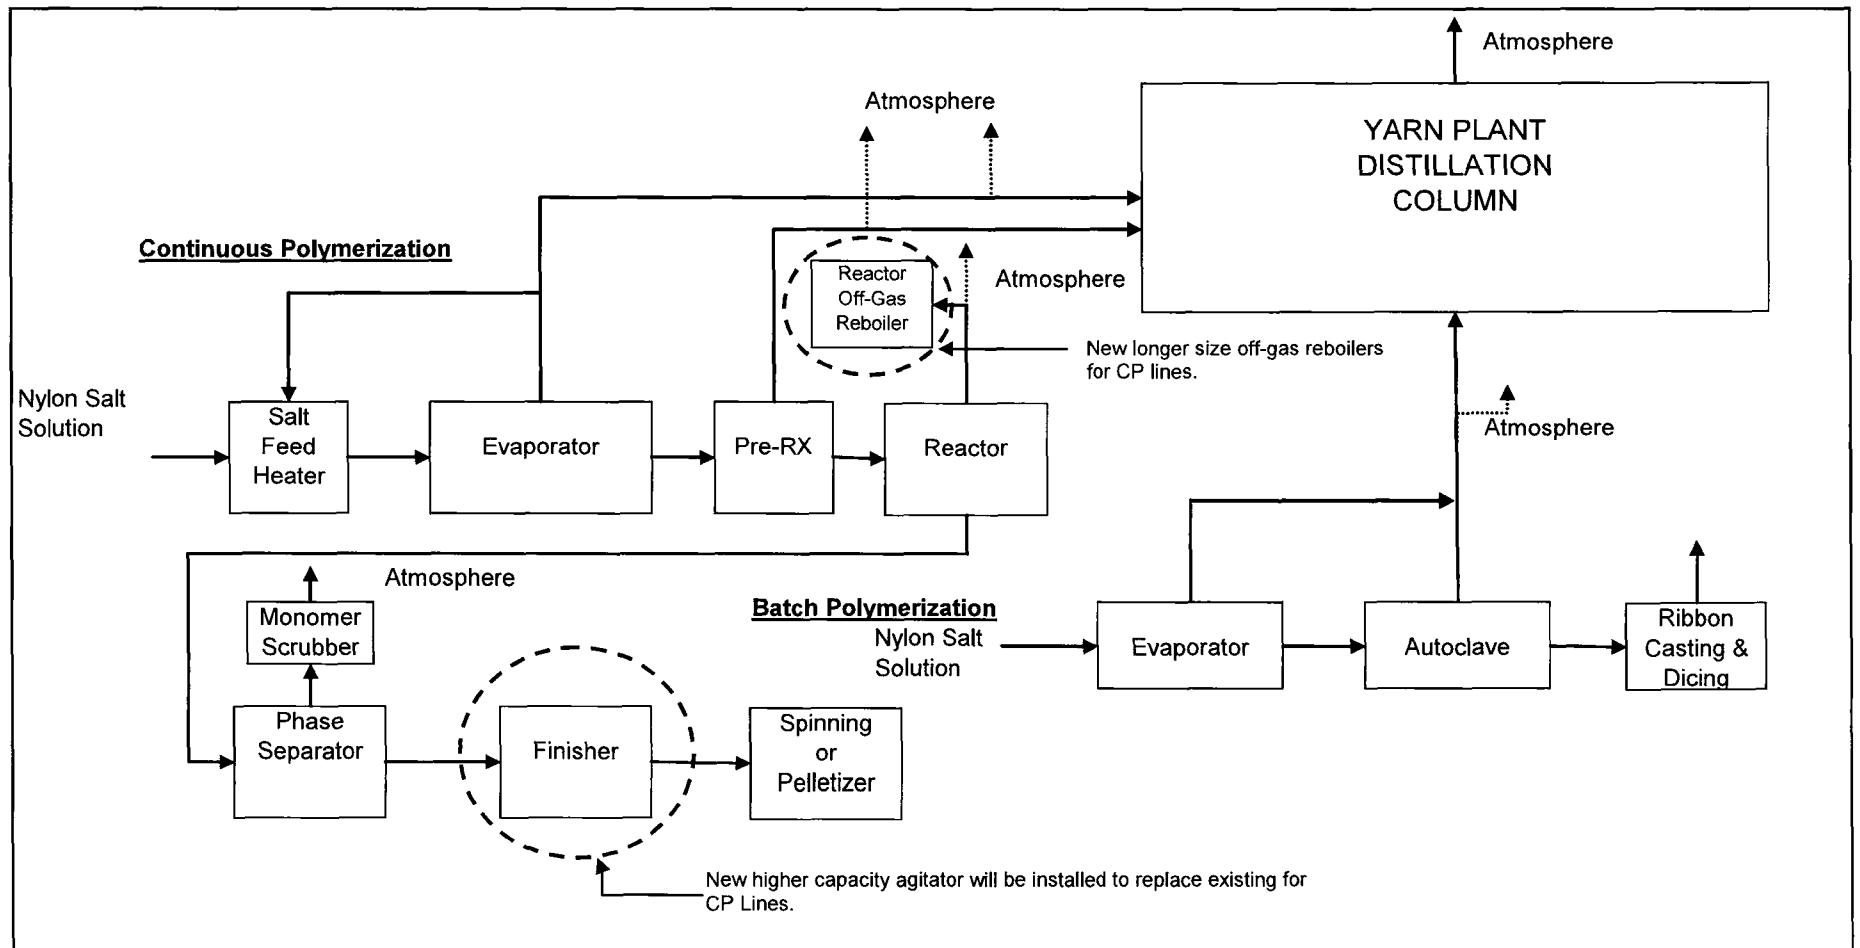 Atmosphere
YARN PLANT
DISTILLATION
COLUMN
Atmosphere
Continuous Polymerization
Reactor
Off-Gas
Reboiler
Atmosphere
New longer size off-gas reboilers
for CP lines.
Nylon Salt
Solution
Salt
Feed
Heater
Evaporator
Pre-RX
Reactor
Atmosphere
Atmosphere
Monomer
Scrubber
Batch Polymerization
Nylon Salt
Solution
Evaporator
Autoclave
Ribbon
Casting &
Dicing
Phase
Separator
Finisher
Spinning
or
Pelletizer
New higher capacity agitator will be installed to replace existing for
CP Lines.